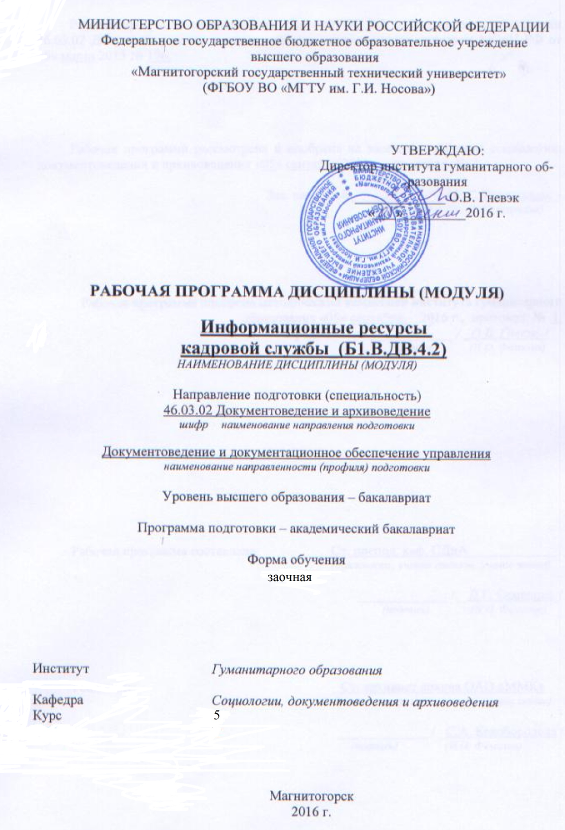 МИНИСТЕРСТВО ОБРАЗОВАНИЯ И НАУКИ РОССИЙСКОЙ ФЕДЕРАЦИИ
Федеральное государственное бюджетное образовательное учреждение
высшего образования
«Магнитогорский государственный технический университет»
(ФГБОУ ВО «МГТУ им. Г.И. Носова»)
УТВЕРЖДАЮ:
Директор института гуманитарного об-
разования
О.В. Гневэк
2016 г.
ИНСТИТУТ
ГУМАНИТАРНОГО
ОБРАЗОВАНИЯ
РАБОЧАЯ ПРОГРАММА ДИСЦИПЛИНЫ (МОДУЛЯ)
Информационные ресурсы
кадровой службы (Б1.В.ДВ.4.2)
НАИМЕНОВАНИЕ ДИСЦИПЛИНЫ (МОДУЛЯ)
Направление подготовки (специальность)
46.03.02 Документоведение и архивоведение
шифр наименование направления подготовки
Документоведение и документационное обеспечение управления
наименование направленности (профиля) подготовки
Уровень высшего образования – бакалавриат
Программа подготовки – академический бакалавриат
Форма обучения
заочная
Институт Гуманитарного образования
Кафедра Социологии, документоведения и архивоведения
Курс 5
Магнитогорск
2016 г.